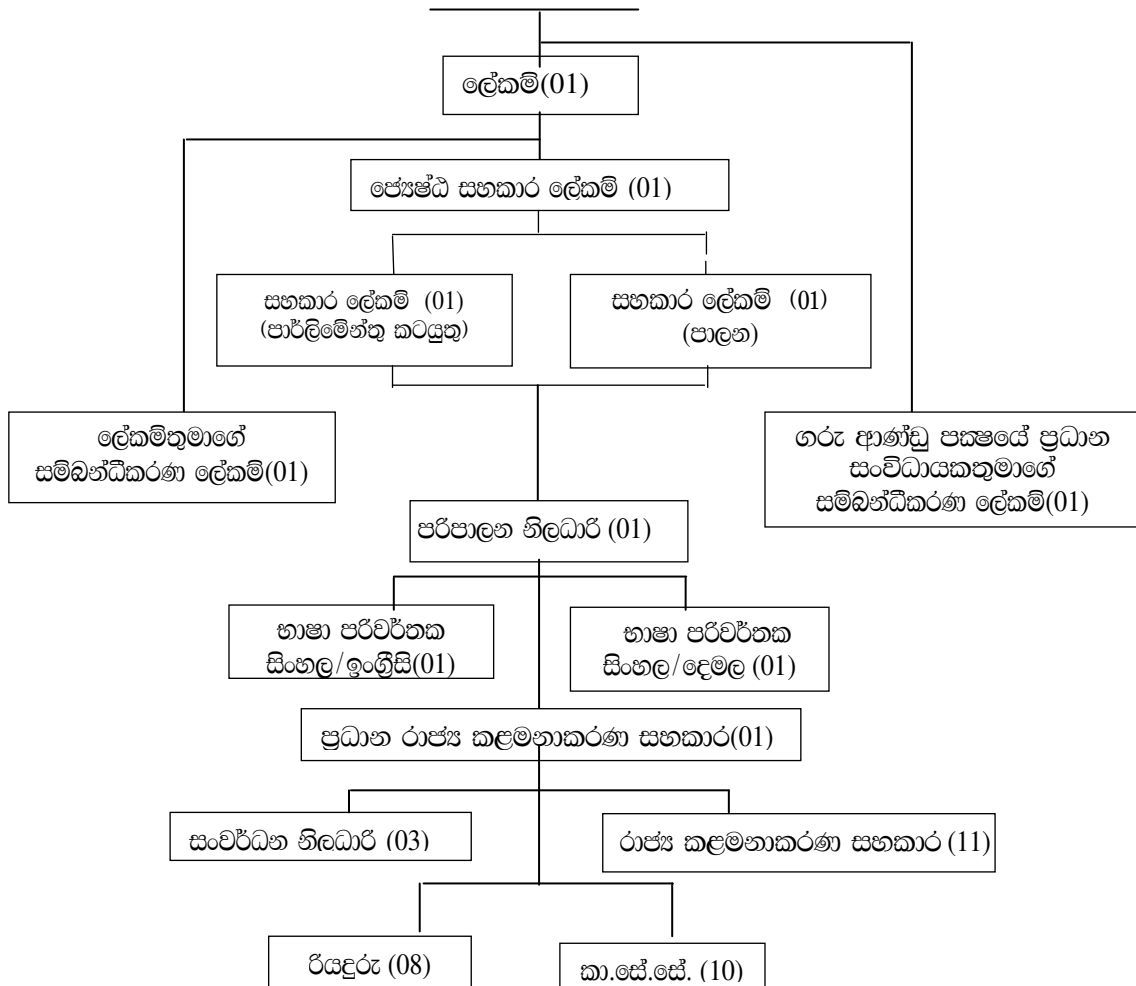 ලේකම්(01)
ජ්‍යෙෂ්ඨ සහකාර ලේකම් (01)
සහකාර ලේකම් (01)
(පාර්ලිමේන්තු කටයුතු)
සහකාර ලේකම් (01)
(පාලන)
ලේකම්තුමාගේ
සම්බන්ධීකරණ ලේකම්(01)
ගරු ආණ්ඩු පක්‍ෂයේ ප්‍රධාන
සංවිධායකතුමාගේ
සම්බන්ධීකරණ ලේකම්(01)
පරිපාලන නිලධාරි (01)
භාෂා පරිවර්තක
සිංහල/ඉංග්‍රීසි(01)
භාෂා පරිවර්තක
සිංහල/දෙමල (01)
ප්‍රධාන රාජ්‍ය කළමනාකරණ සහකාර(01)
සංවර්ධන නිලධාරි (03)
රාජ්‍ය කළමනාකරණ සහකාර (11)
රියදුරු (08)
කා.සේ.සේ. (10)